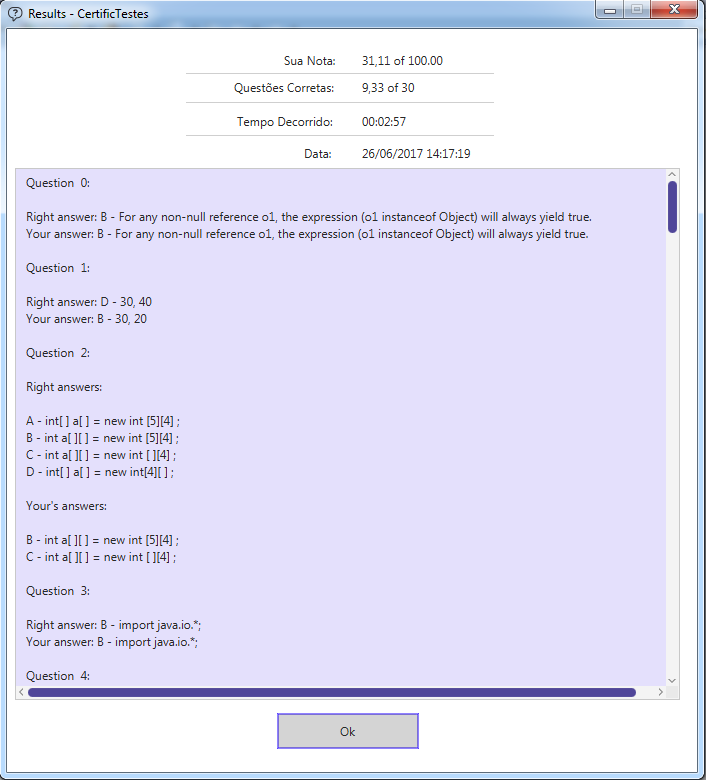 Results - CertificTestes
Sua Nota: 31,11 of 100.00
Questões Corretas: 9,33 of 30
Tempo Decorrido: 00:02:57
Data: 26/06/2017 14:17:19
Question 0:
Right answer: B - For any non-null reference o1, the expression (o1 instanceof Object) will always yield true.
Your answer: B - For any non-null reference o1, the expression (o1 instanceof Object) will always yield true.
Question 1:
Right answer: D - 30, 40
Your answer: B - 30, 20
Question 2:
Right answers:
A - int[ ] a[ ] = new int [5][4] ;
B - int a[ ][ ] = new int [5][4] ;
C - int a[ ][ ] = new int [ ][4] ;
D - int[ ] a[ ] = new int[4][ ] ;
Your's answers:
B - int a[ ][ ] = new int [5][4] ;
C - int a[ ][ ] = new int [ ][4] ;
Question 3:
Right answer: B - import java.io.*;
Your answer: B - import java.io.*;
Question 4:
Ok